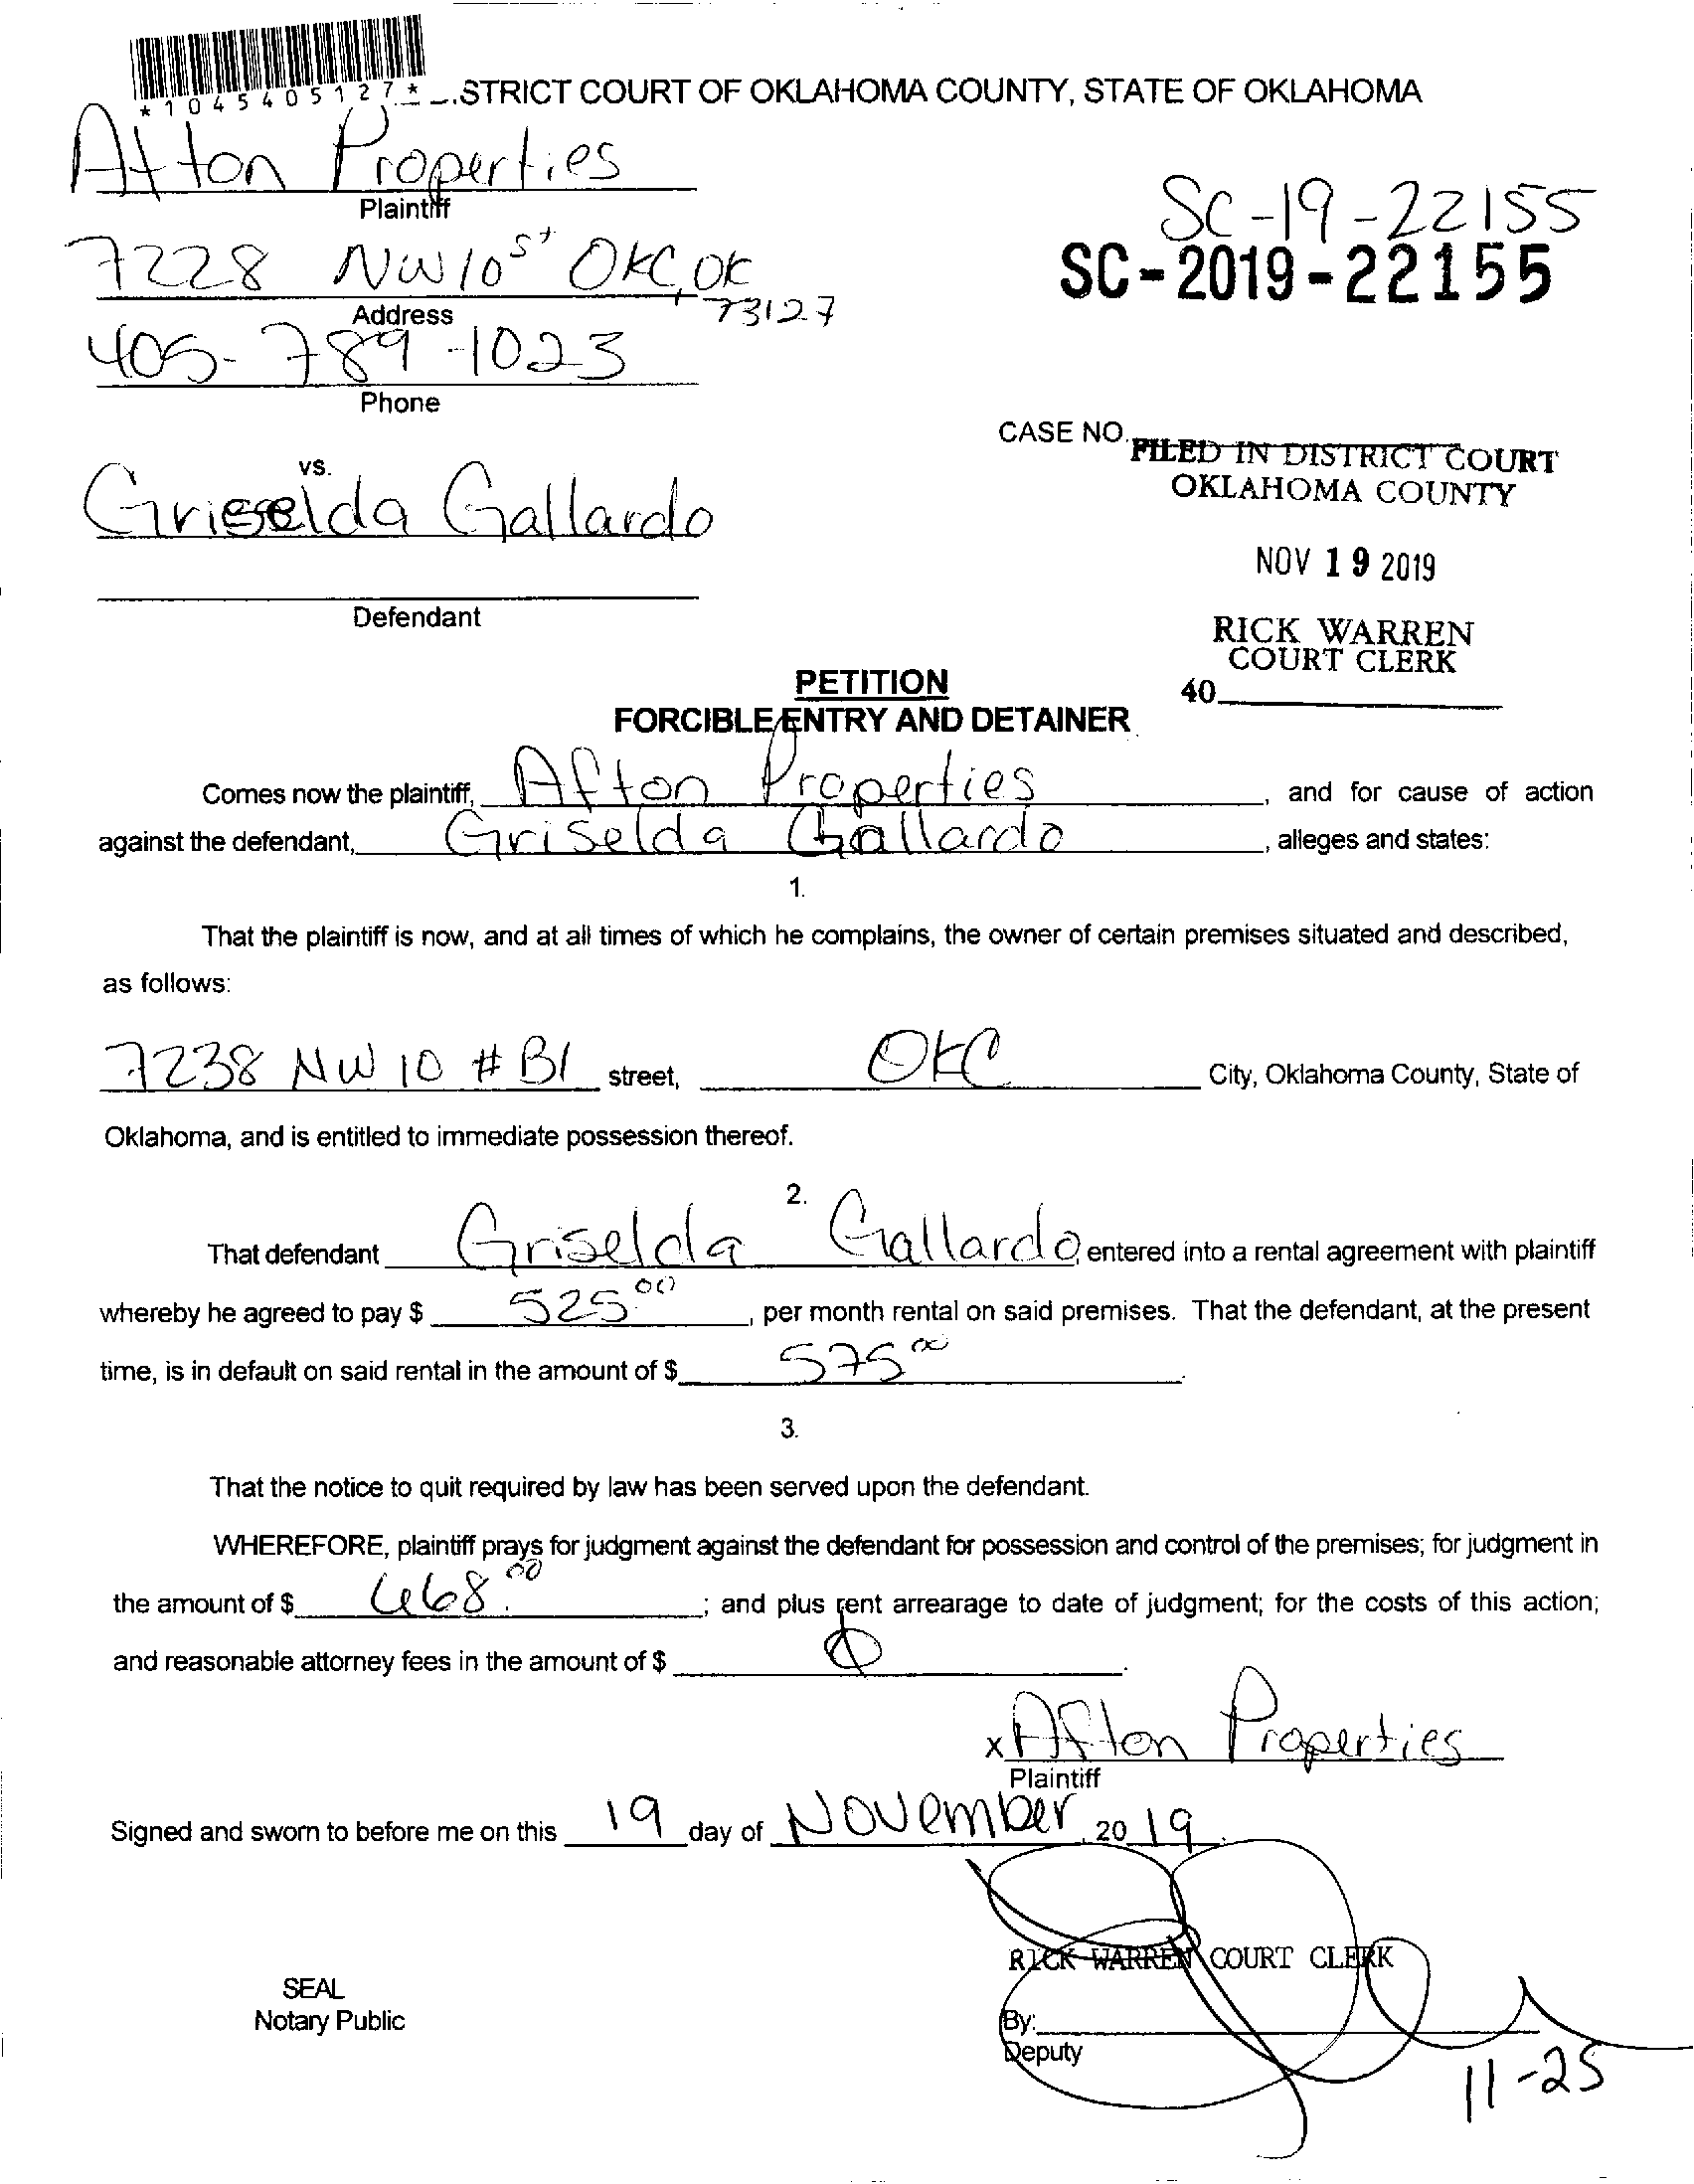 *1045405127*
STRICT COURT OF OKLAHOMA COUNTY, STATE OF OKLAHOMA
Afton Properties
Plaintiff
SC-19-22155
SC-2019-22155
7228 NW 10 st OKC, OK
73127
Address
405-789-1023
Phone
CASE NO.
FILED IN DISTRICT COURT
OKLAHOMA COUNTY
vs.
Griselda Gallardo
NOV 19 2019
Defendant
RICK WARREN
COURT CLERK
40
PETITION
FORCIBLE ENTRY AND DETAINER
Comes now the plaintiff, Afton Properties, and for cause of action
against the defendant, Griselda Gallardo, alleges and states:
1.
That the plaintiff is now, and at all times of which he complains, the owner of certain premises situated and described,
as follows:
7238 NW 10 # B1 street, OKC City, Oklahoma County, State of
Oklahoma, and is entitled to immediate possession thereof.
2.
That defendant Griselda Gallardo, entered into a rental agreement with plaintiff
whereby he agreed to pay $ 525 00, per month rental on said premises. That the defendant, at the present
time, is in default on said rental in the amount of $ 575 00.
3.
That the notice to quit required by law has been served upon the defendant.
WHEREFORE, plaintiff prays for judgment against the defendant for possession and control of the premises; for judgment in
the amount of $ 668.00; and plus rent arrearage to date of judgment; for the costs of this action;
and reasonable attorney fees in the amount of $ .
x Afton Properties
Plaintiff
Signed and sworn to before me on this 19 day of November, 20 19.
RICK WARREN COURT CLERK
SEAL
Notary Public
By:
Deputy
11-25